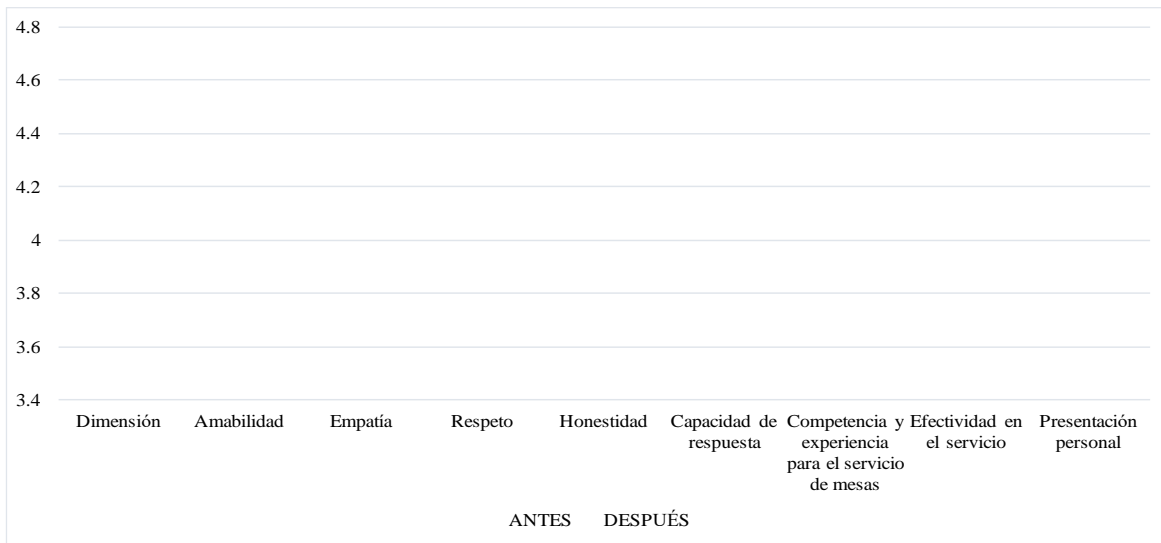 4.8
4.6
4.4
4.2
4
3.8
3.6
3.4
Dimensión
Amabilidad
Empatía
Respeto
Honestidad
Capacidad de
respuesta
Competencia y
experiencia
para el servicio
de mesas
Efectividad en
el servicio
Presentación
personal
ANTES DESPUÉS